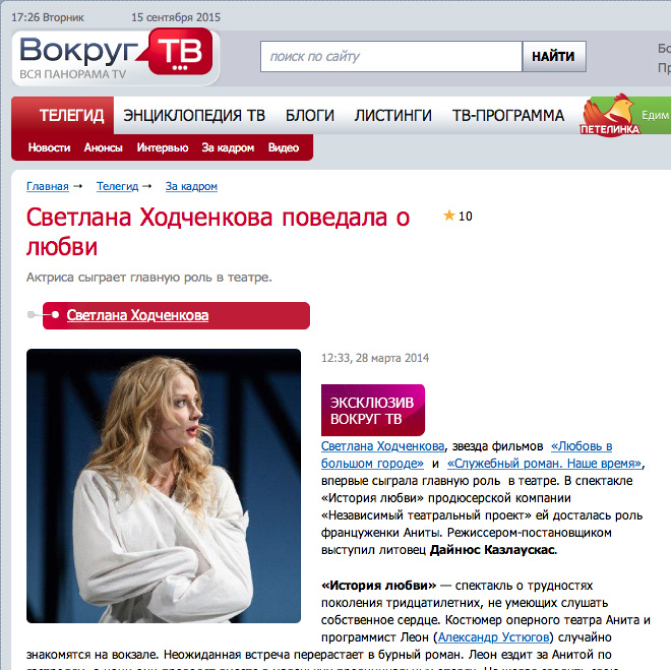 17:26 Вторник 15 сентября 2015
Вокруг ТВ
ВСЯ ПАНОРАМА TV
поиск по сайту
НАЙТИ
ТЕЛЕГИД ЭНЦИКЛОПЕДИЯ ТВ БЛОГИ ЛИСТИНГИ ТВ-ПРОГРАММА
ПЕТЕЛИНКА
Едим
Новости Анонсы Интервью За кадром Видео
Главная → Телегид → За кадром
Светлана Ходченкова поведала о
любви
10
Актриса сыграет главную роль в театре.
Светлана Ходченкова
12:33, 28 марта 2014
ЭКСКЛЮЗИВ
ВОКРУГ ТВ
Светлана Ходченкова, звезда фильмов «Любовь в
большом городе» и «Служебный роман. Наше время»,
впервые сыграла главную роль в театре. В спектакле
«История любви» продюсерской компании
«Независимый театральный проект» ей досталась роль
француженки Аниты. Режиссером-постановщиком
выступил литовец Дайнюс Казлаускас.
«История любви» — спектакль о трудностях
поколения тридцатилетних, не умеющих слушать
собственное сердце. Костюмер оперного театра Анита и
программист Леон (Александр Устюгов) случайно
знакомятся на вокзале. Неожиданная встреча перерастает в бурный роман. Леон ездит за Анитой по